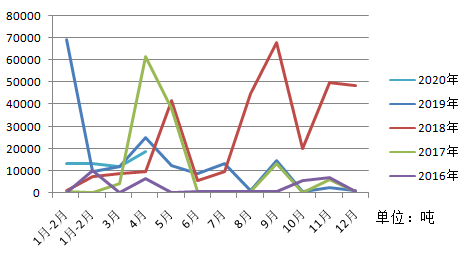 80000
70000
60000
50000
40000
30000
20000
10000
0
1月-2月
1月-2月
3月
4月
5月
6月
7月
8月
9月
10月
11月
12月
2020年
2019年
2018年
2017年
2016年
单位：吨